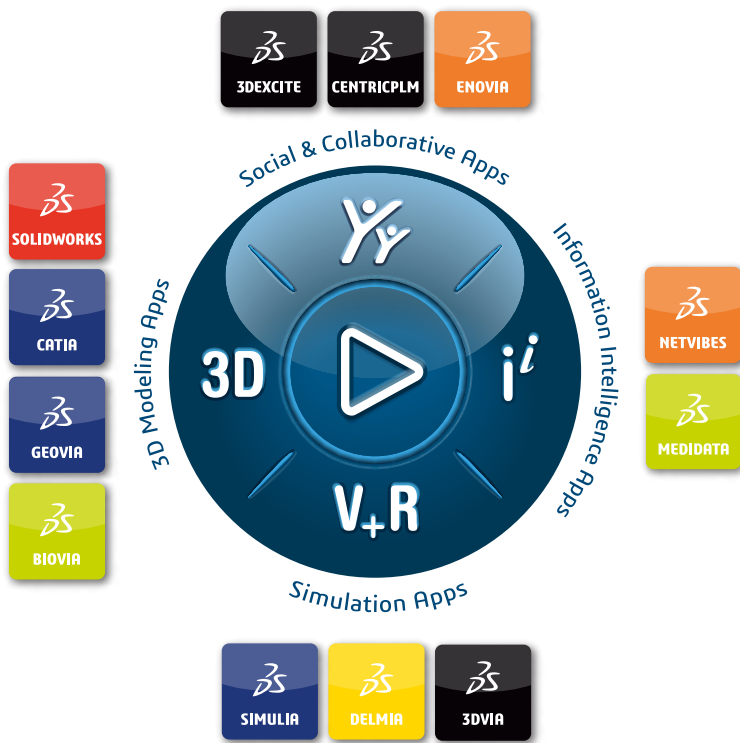 3DEXCITE
CENTRICPLM
ENOVIA
Social & Collaborative Apps
SOLIDWORKS
CATIA
GEOVIA
BIOVIA
3D Modeling Apps
3D
i i
V+R
Information Intelligence Apps
NETVIBES
MEDIDATA
Simulation Apps
SIMULIA
DELMIA
3DVIA